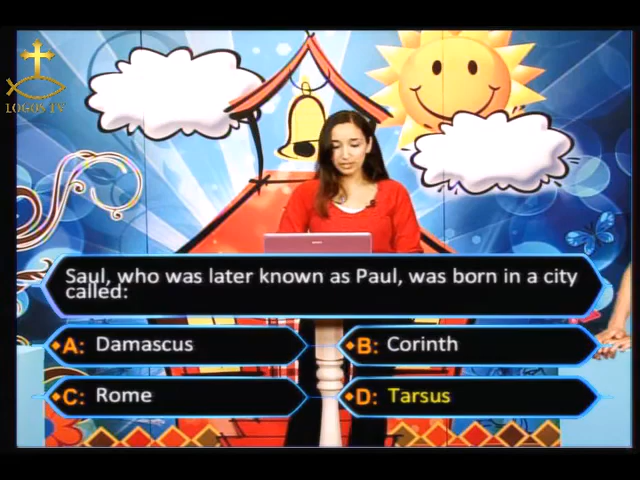 LOGOS TV
Saul, who was later known as Paul, was born in a city
called:
A: Damascus
B: Corinth
C: Rome
D: Tarsus